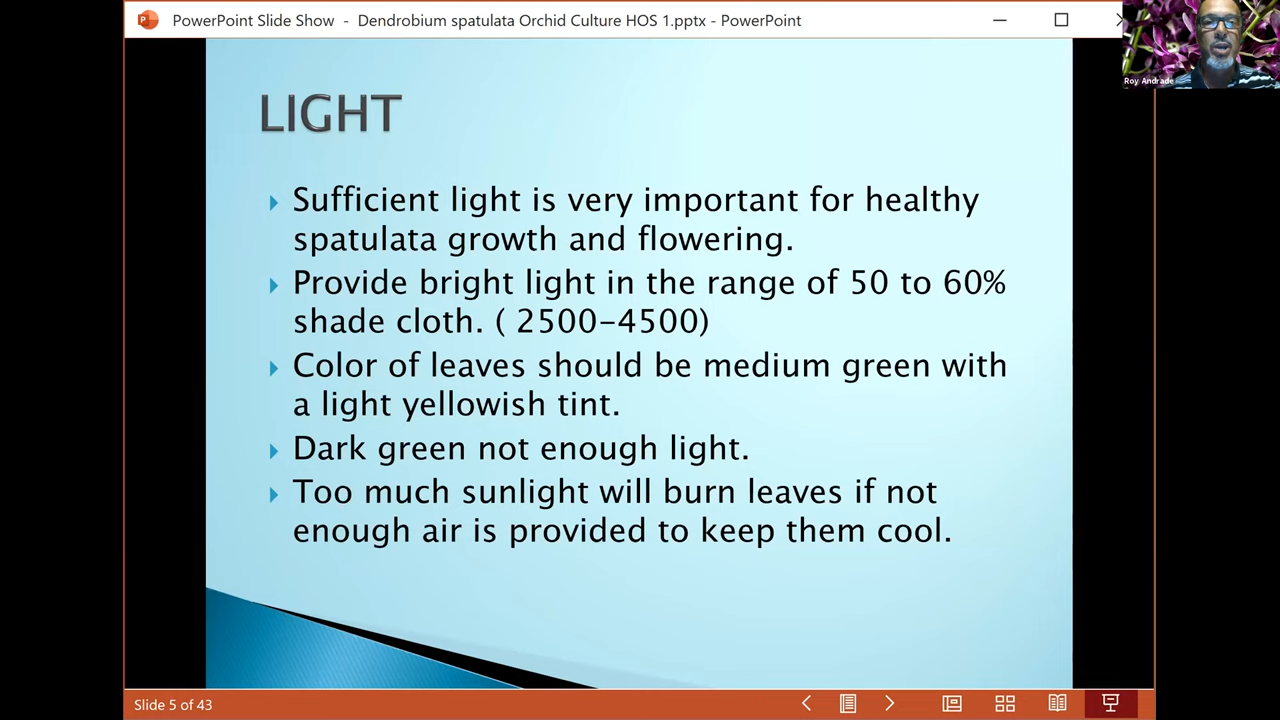 PowerPoint Slide Show - Dendrobium spatulata Orchid Culture HOS 1.pptx - PowerPoint
Roy Andrade
LIGHT
Sufficient light is very important for healthy
spatulata growth and flowering.
Provide bright light in the range of 50 to 60%
shade cloth. ( 2500-4500)
Color of leaves should be medium green with
a light yellowish tint.
Dark green not enough light.
Too much sunlight will burn leaves if not
enough air is provided to keep them cool.
Slide 5 of 43